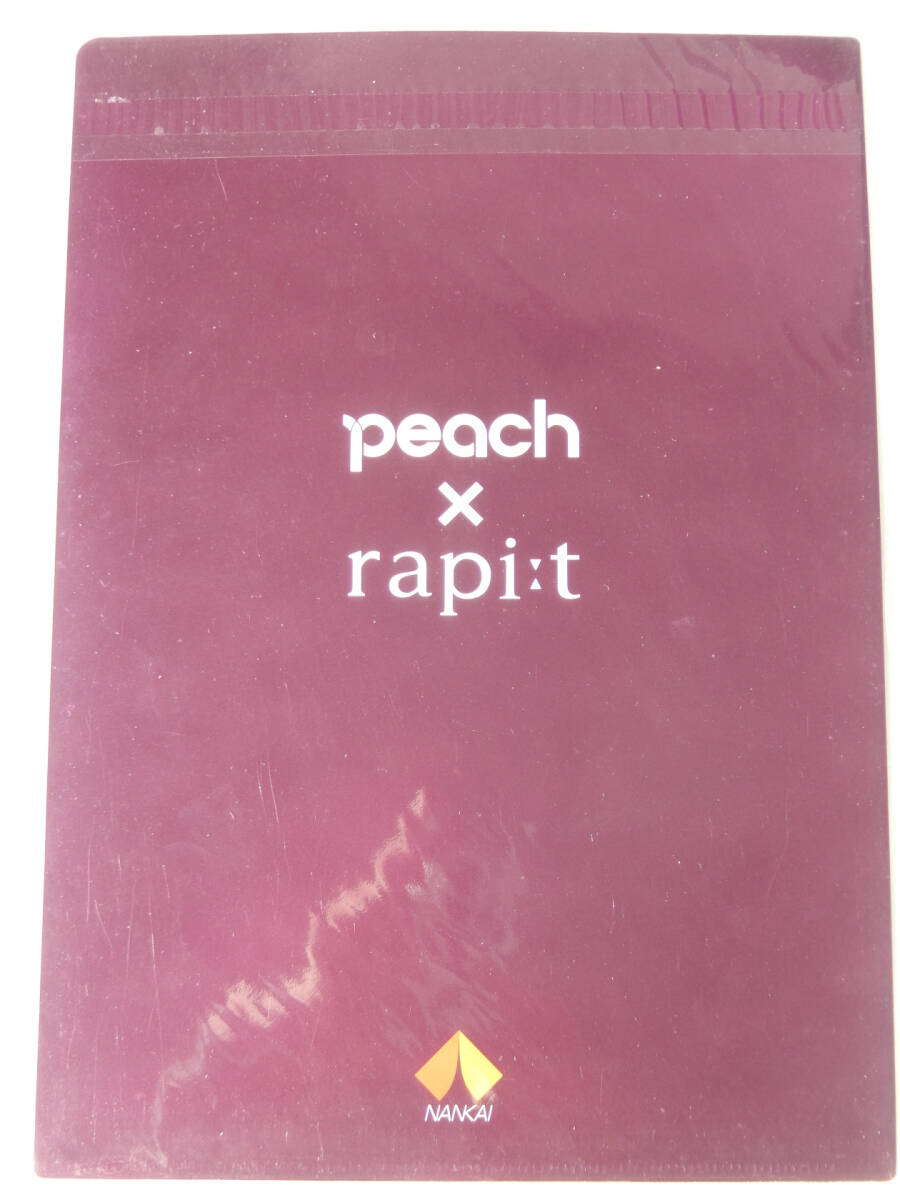 peach
×
rapi:t
NANKAI